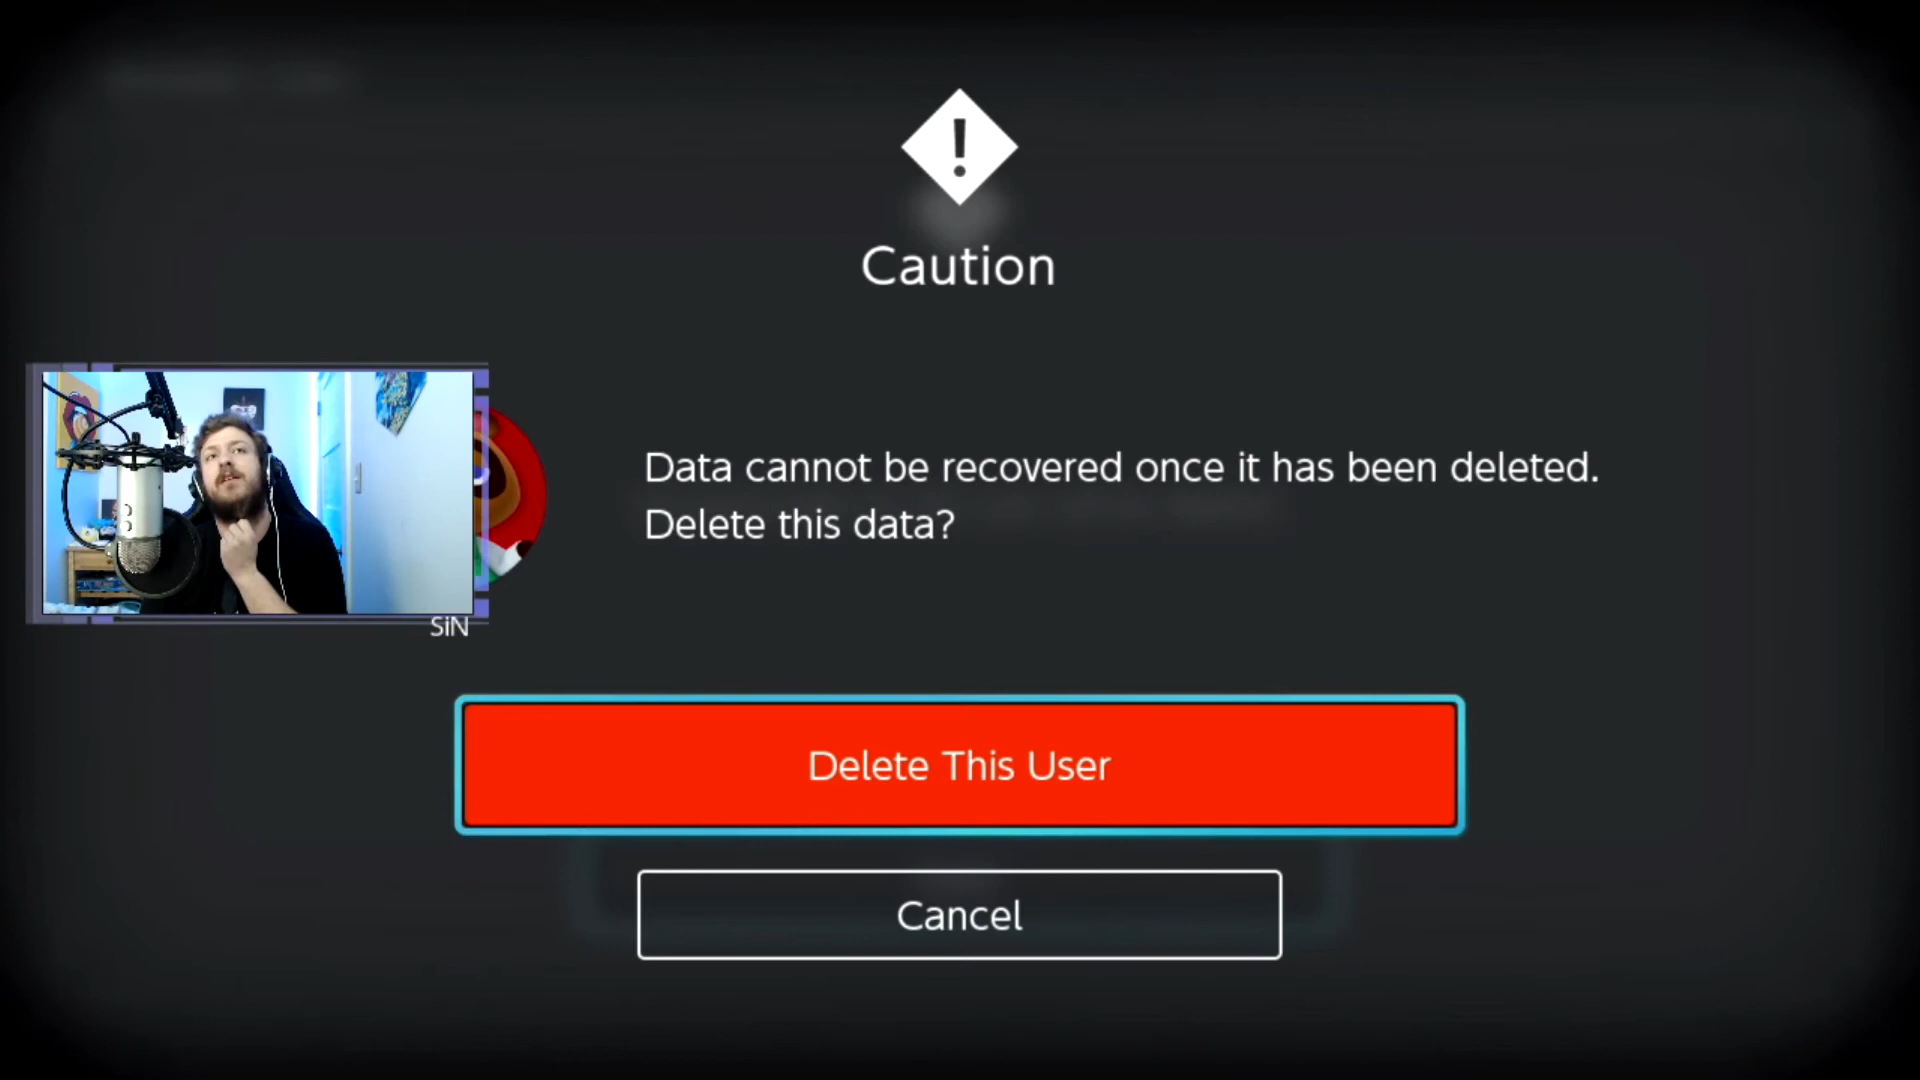 !
Caution
Data cannot be recovered once it has been deleted.
Delete this data?
SiN
Delete This User
Cancel